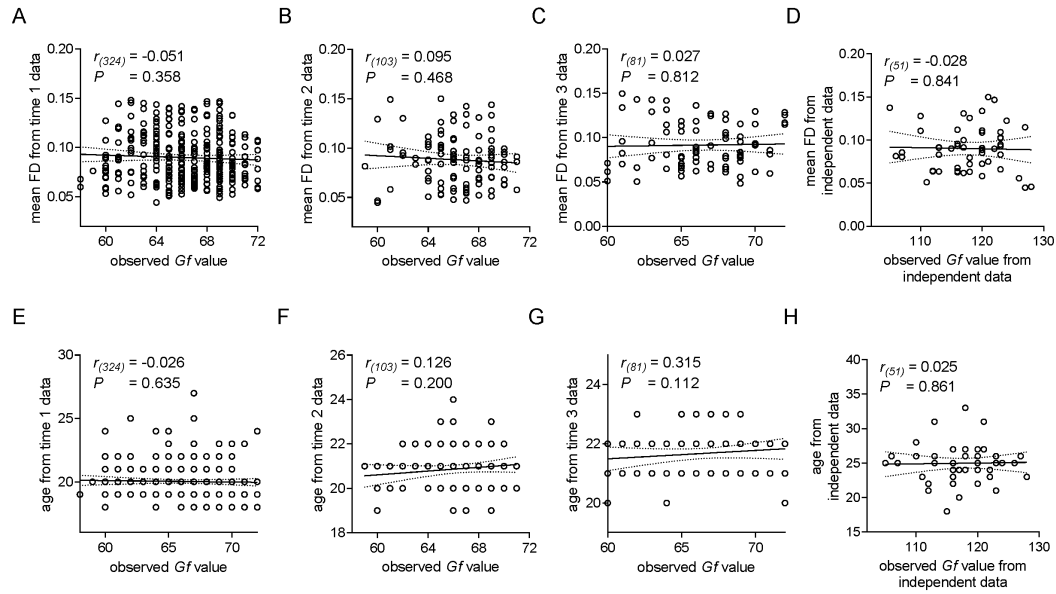 A
r(324) = -0.051
P = 0.358
mean FD from time 1 data
0.20
0.15
0.10
0.05
60 64 68 72
observed Gf value
B
r(103) = 0.095
P = 0.468
mean FD from time 2 data
0.20
0.15
0.10
0.05
60 64 68 72
observed Gf value
C
r(81) = 0.027
P = 0.812
mean FD from time 3 data
0.20
0.15
0.10
0.05
0.00
60 65 70
observed Gf value
D
r(51) = -0.028
P = 0.841
mean FD from
independent data
0.20
0.15
0.10
0.05
0.00
110 120 130
observed Gf value from
independent data
E
r(324) = -0.026
P = 0.635
age from time 1 data
30
25
20
60 65 70
observed Gf value
F
r(103) = 0.126
P = 0.200
age from time 2 data
26
24
22
20
18
60 64 68 72
observed Gf value
G
r(81) = 0.315
P = 0.112
age from time 3 data
24
22
20
60 65 70
observed Gf value
H
r(51) = 0.025
P = 0.861
age from
independent data
40
35
30
25
20
15
110 120 130
observed Gf value from
independent data